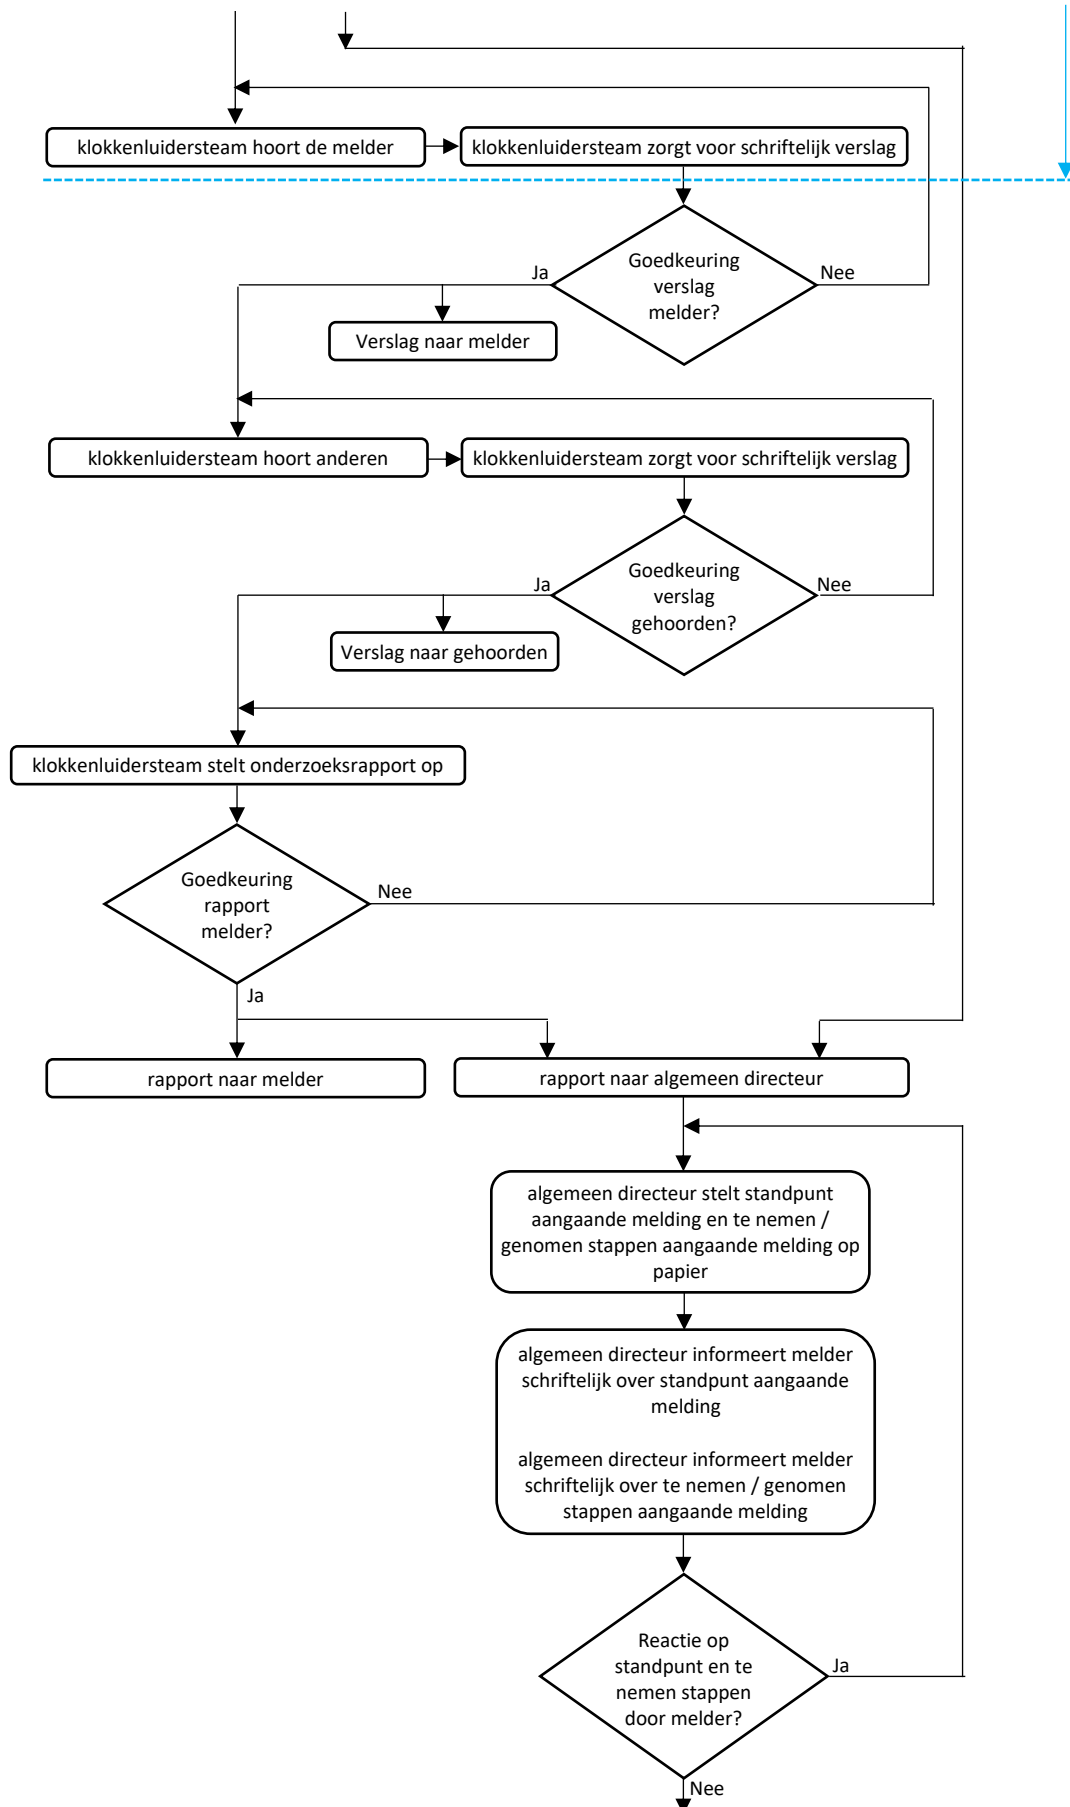 klokkenluidersteam hoort de melder
klokkenluidersteam zorgt voor schriftelijk verslag
Goedkeuring
verslag
melder?
Ja
Nee
Verslag naar melder
klokkenluidersteam hoort anderen
klokkenluidersteam zorgt voor schriftelijk verslag
Goedkeuring
verslag
gehoorden?
Ja
Nee
Verslag naar gehoorden
klokkenluidersteam stelt onderzoeksrapport op
Goedkeuring
rapport
melder?
Nee
Ja
rapport naar melder
rapport naar algemeen directeur
algemeen directeur stelt standpunt
aangaande melding en te nemen /
genomen stappen aangaande melding op
papier
algemeen directeur informeert melder
schriftelijk over standpunt aangaande
melding
algemeen directeur informeert melder
schriftelijk over te nemen / genomen
stappen aangaande melding
Reactie op
standpunt en te
nemen stappen
door melder?
Ja
Nee